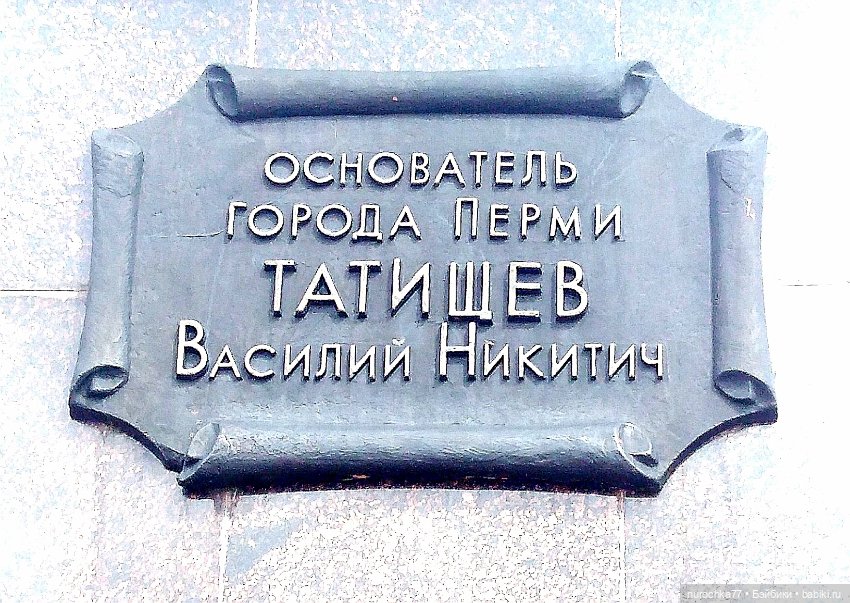 ОСНОВАТЕЛЬ
ГОРОДА ПЕРМИ
ТАТИЩЕВ
ВАСИЛИЙ НИКИТИЧ
nurochka77 • Бэйбики • babiki.ru